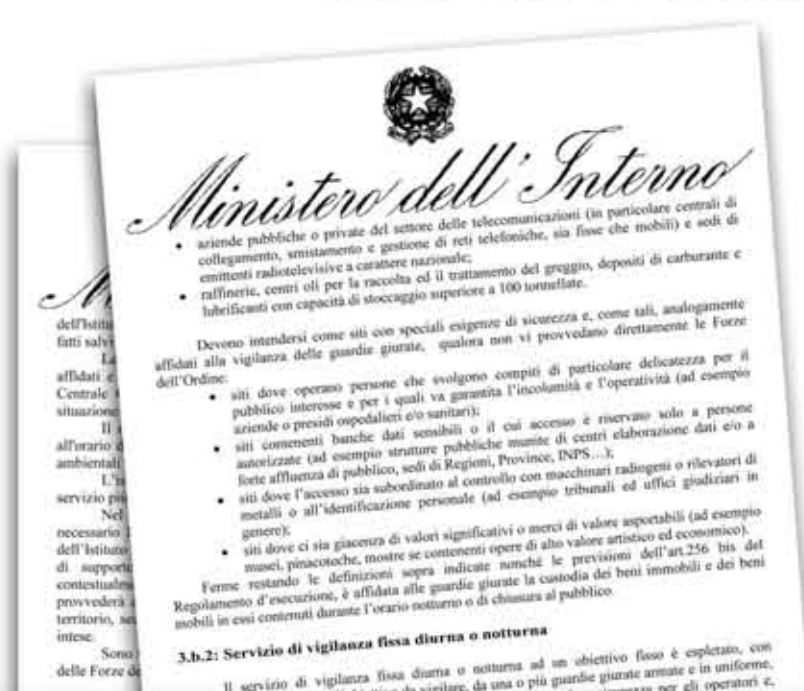 Ministero dell'Interno
• aziende pubbliche o private del settore delle telecomunicazioni (in particolare centrali di
collegamento, smistamento e gestione di reti telefoniche, sia fisse che mobili) e sedi di
emittenti radiotelevisive a carattere nazionale;
• raffinerie, centri oli per la raccolta ed il trattamento del greggio, depositi di carburante e
lubrificanti con capacità di stoccaggio superiore a 100 tonnellate.
Devono intendersi come siti con speciali esigenze di sicurezza e, come tali, analogamente
affidati alla vigilanza delle guardie giurate, qualora non vi provvedano direttamente le Forze
dell'Ordine:
• siti dove operano persone che svolgono compiti di particolare delicatezza per il
pubblico interesse e per i quali va garantita l'incolumità e l'operatività (ad esempio
aziende o presidi ospedalieri e/o sanitari);
• siti contenenti banche dati sensibili o il cui accesso è riservato solo a persone
autorizzate (ad esempio strutture pubbliche munite di centri elaborazione dati e/o a
forte affluenza di pubblico, sedi di Regioni, Province, INPS…);
• siti dove l'accesso sia subordinato al controllo con macchinari radiogeni o rilevatori di
metalli o all'identificazione personale (ad esempio tribunali ed uffici giudiziari in
genere);
• siti dove ci sia giacenza di valori significativi o merci di valore asportabili (ad esempio
musei, pinacoteche, mostre se contenenti opere di alto valore artistico ed economico).
Ferme restando le definizioni sopra indicate nonché le previsioni dell'art.256 bis del
Regolamento d'esecuzione, è affidata alle guardie giurate la custodia dei beni immobili e dei beni
mobili in essi contenuti durante l'orario notturno o di chiusura al pubblico.
3.b.2: Servizio di vigilanza fissa diurna o notturna
Il servizio di vigilanza fissa diurna o notturna ad un obiettivo fisso è espletato, con
da vigilare, da una o più guardie giurate armate e in uniforme,
per gli operatori e,
M
dell'Istitu
fatti salvi
La
affidati e
Centrale
situazione
Il
all'orario d
ambientali
L'
servizio
Nel
necessario
dell'Istituto
di support
contestualm
provvederà
territorio,
intese.
Sono
delle Forze de